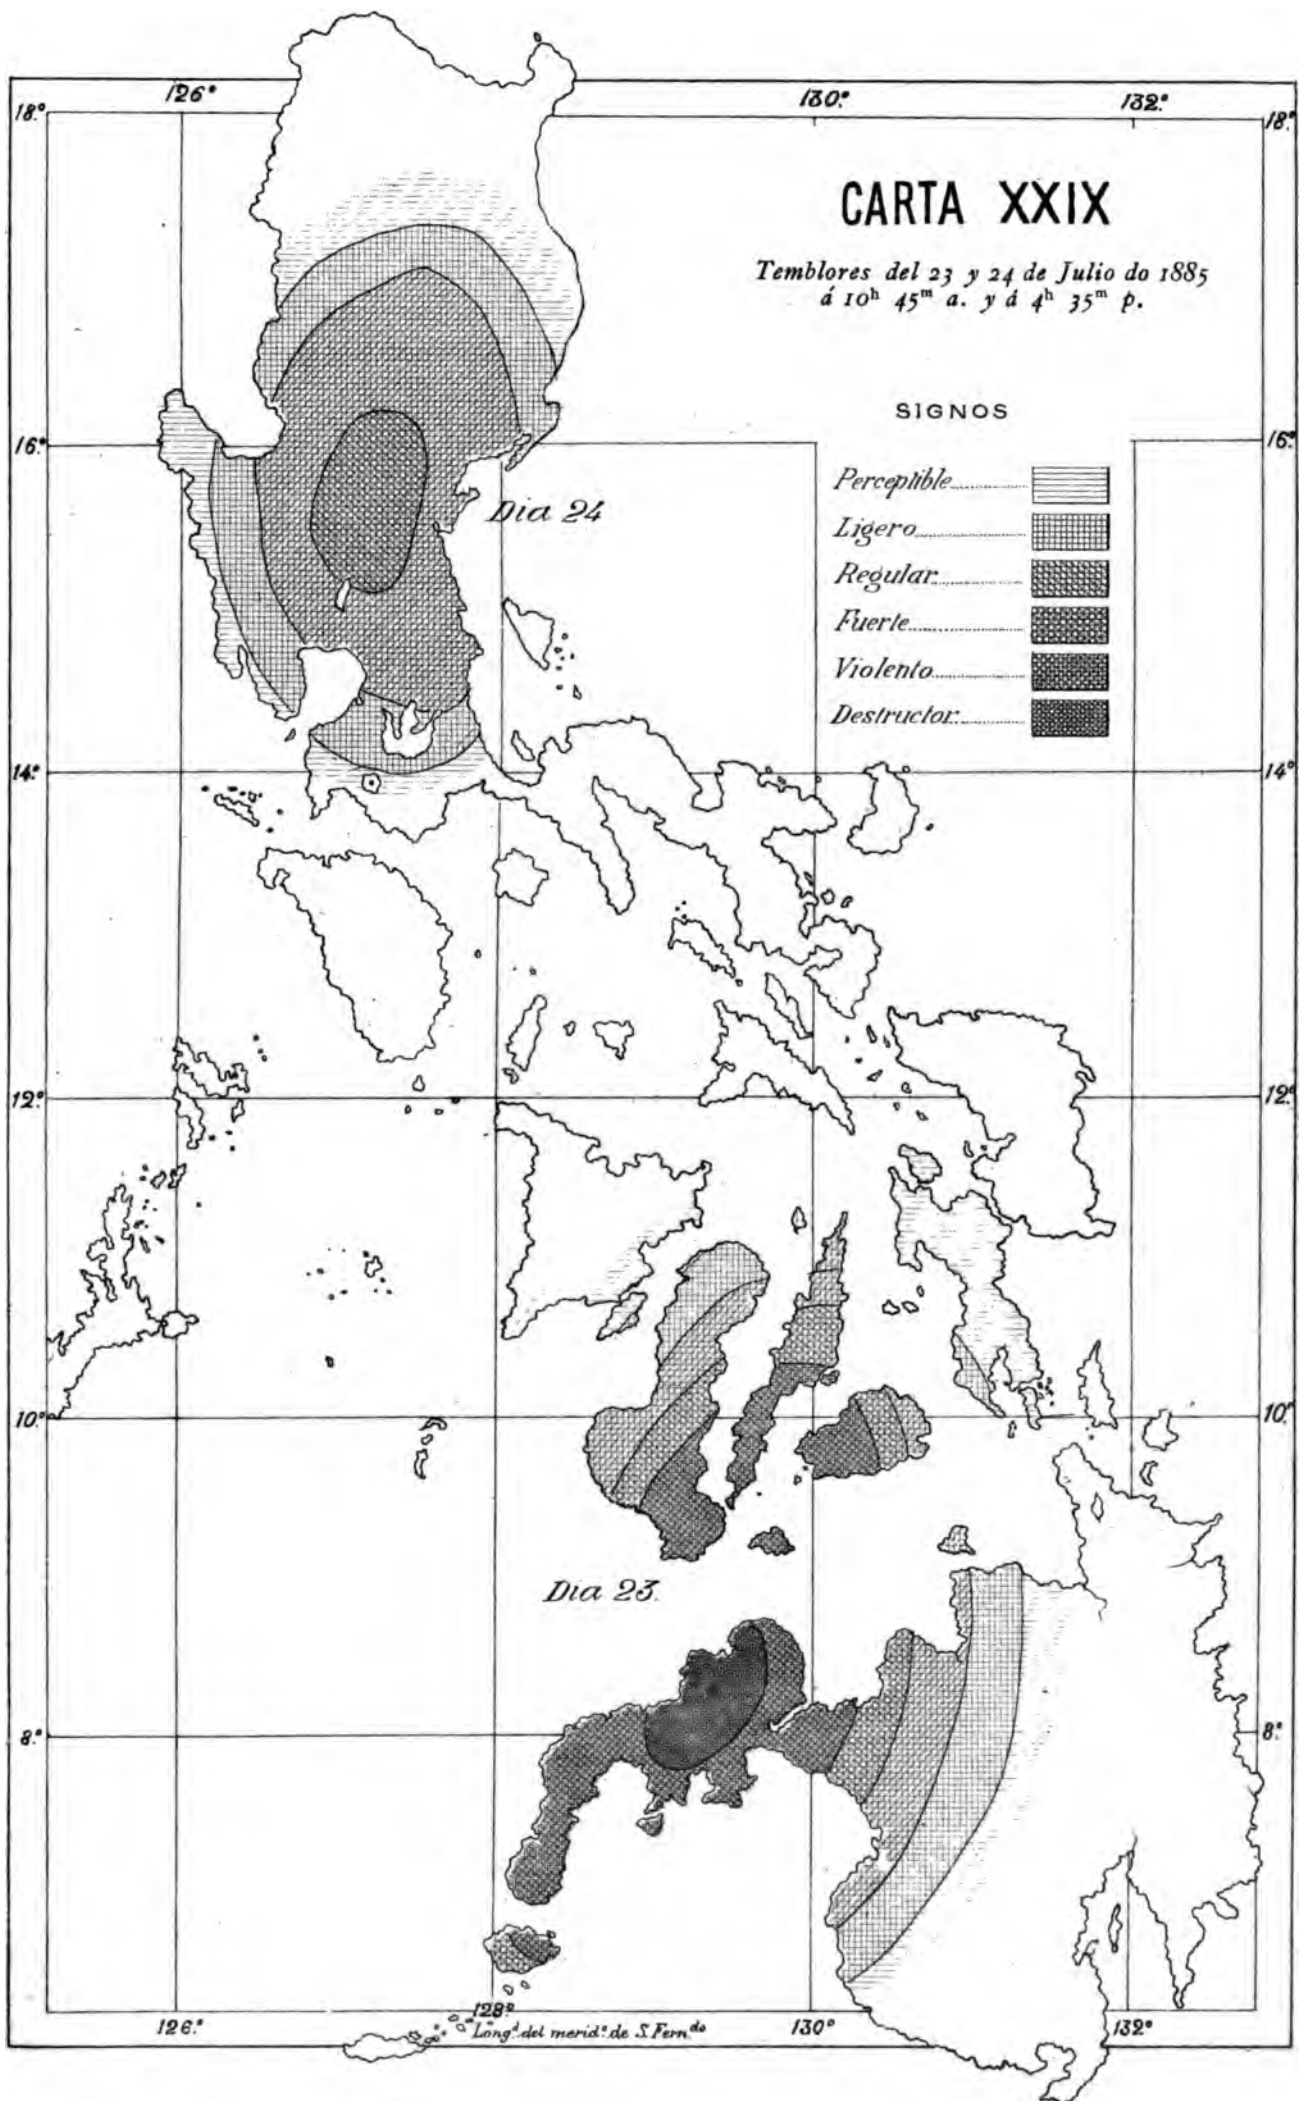 126.° 130.° 132.°
18.° 18.°
CARTA XXIX
Temblores del 23 y 24 de Julio do 1885
á 10ʰ 45ᵐ a. y á 4ʰ 35ᵐ p.
SIGNOS
16.° 16.°
Perceptible
Dia 24
Ligero
Regular
Fuerte
Violento
Destructor
14.° 14.°
12.° 12.°
10.° 10.°
Dia 23.
8.° 8.°
128.°
126.° Longᵈ. del meridº. de S. Fernᵈᵒ 130.° 132.°